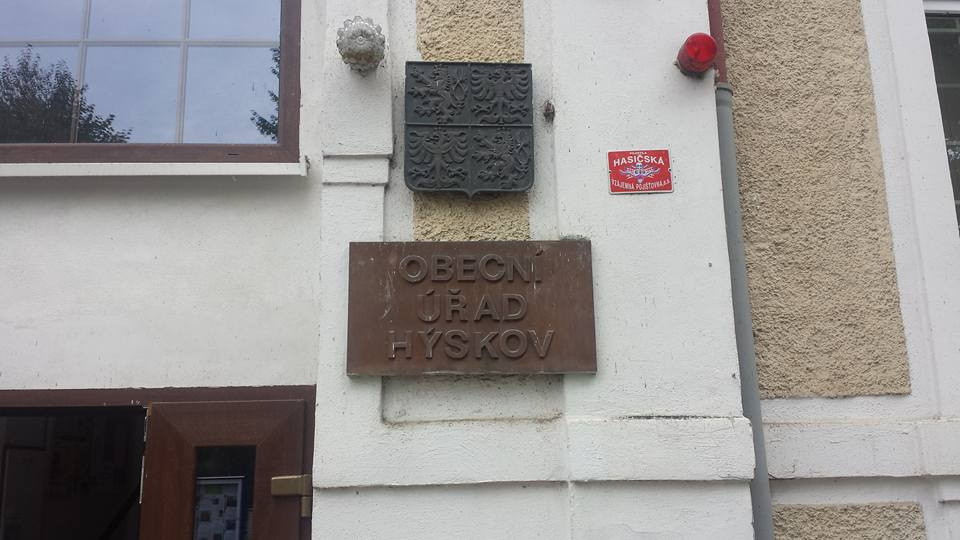 OBECNÍ
ÚŘAD
HÝSKOV
HASIČSKÁ
VZÁJEMNÁ POJIŠŤOVNA, a.s.